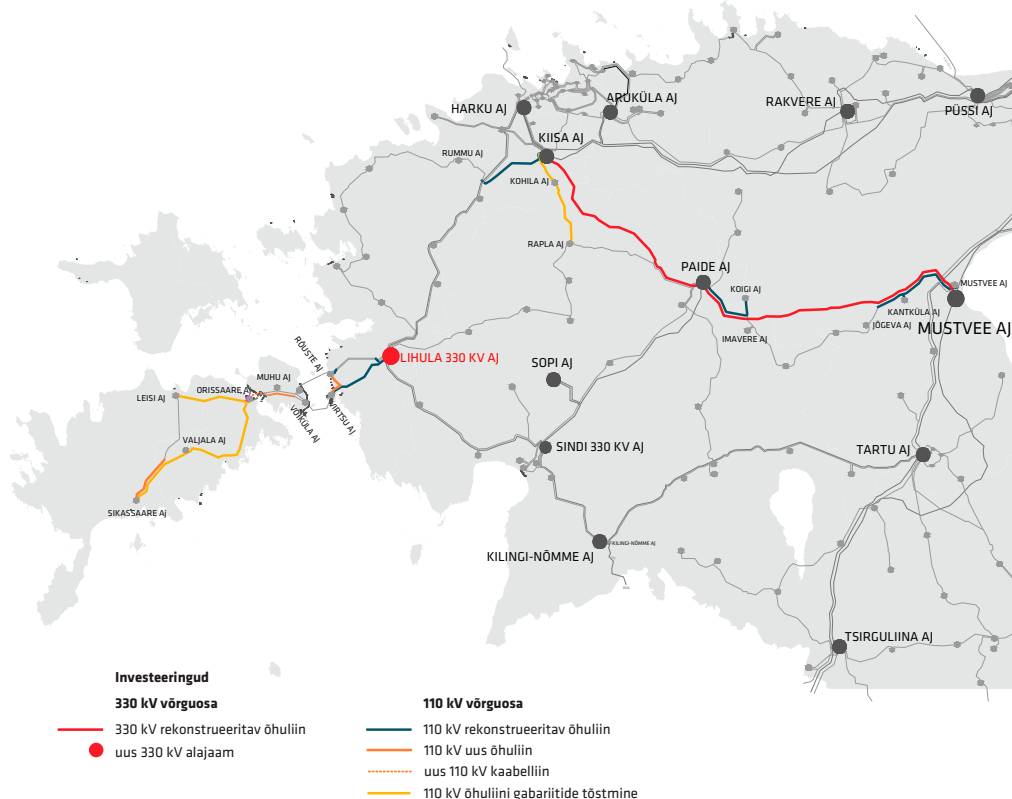 HARKU AJ
ARUKÜLA AJ
RAKVERE AJ
PÜSSI AJ
KIISA AJ
RUMMU AJ
KOHILA AJ
RAPLA AJ
PAIDE AJ
KOIGI AJ
MUSTVEE AJ
KANTKÜLA AJ
MUSTVEE AJ
JÕGEVA AJ
IMAVERE AJ
RÕUSTE AJ
LIHULA 330 KV AJ
SOPI AJ
MUHU AJ
ORISSAARE AJ
LEISI AJ
VIRTSU AJ
VÕIKÜLA AJ
VALJALA AJ
SINDI 330 KV AJ
TARTU AJ
SIKASSAARE Aj
KILINGI-NÕMME AJ
KILINGI-NÕMME AJ
TSIRGULIINA AJ
Investeeringud
330 kV võrguosa
330 kV rekonstrueeritav õhuliin
uus 330 kV alajaam
110 kV võrguosa
110 kV rekonstrueeritav õhuliin
110 kV uus õhuliin
uus 110 kV kaabelliin
110 kV õhuliini gabariitide tõstmine